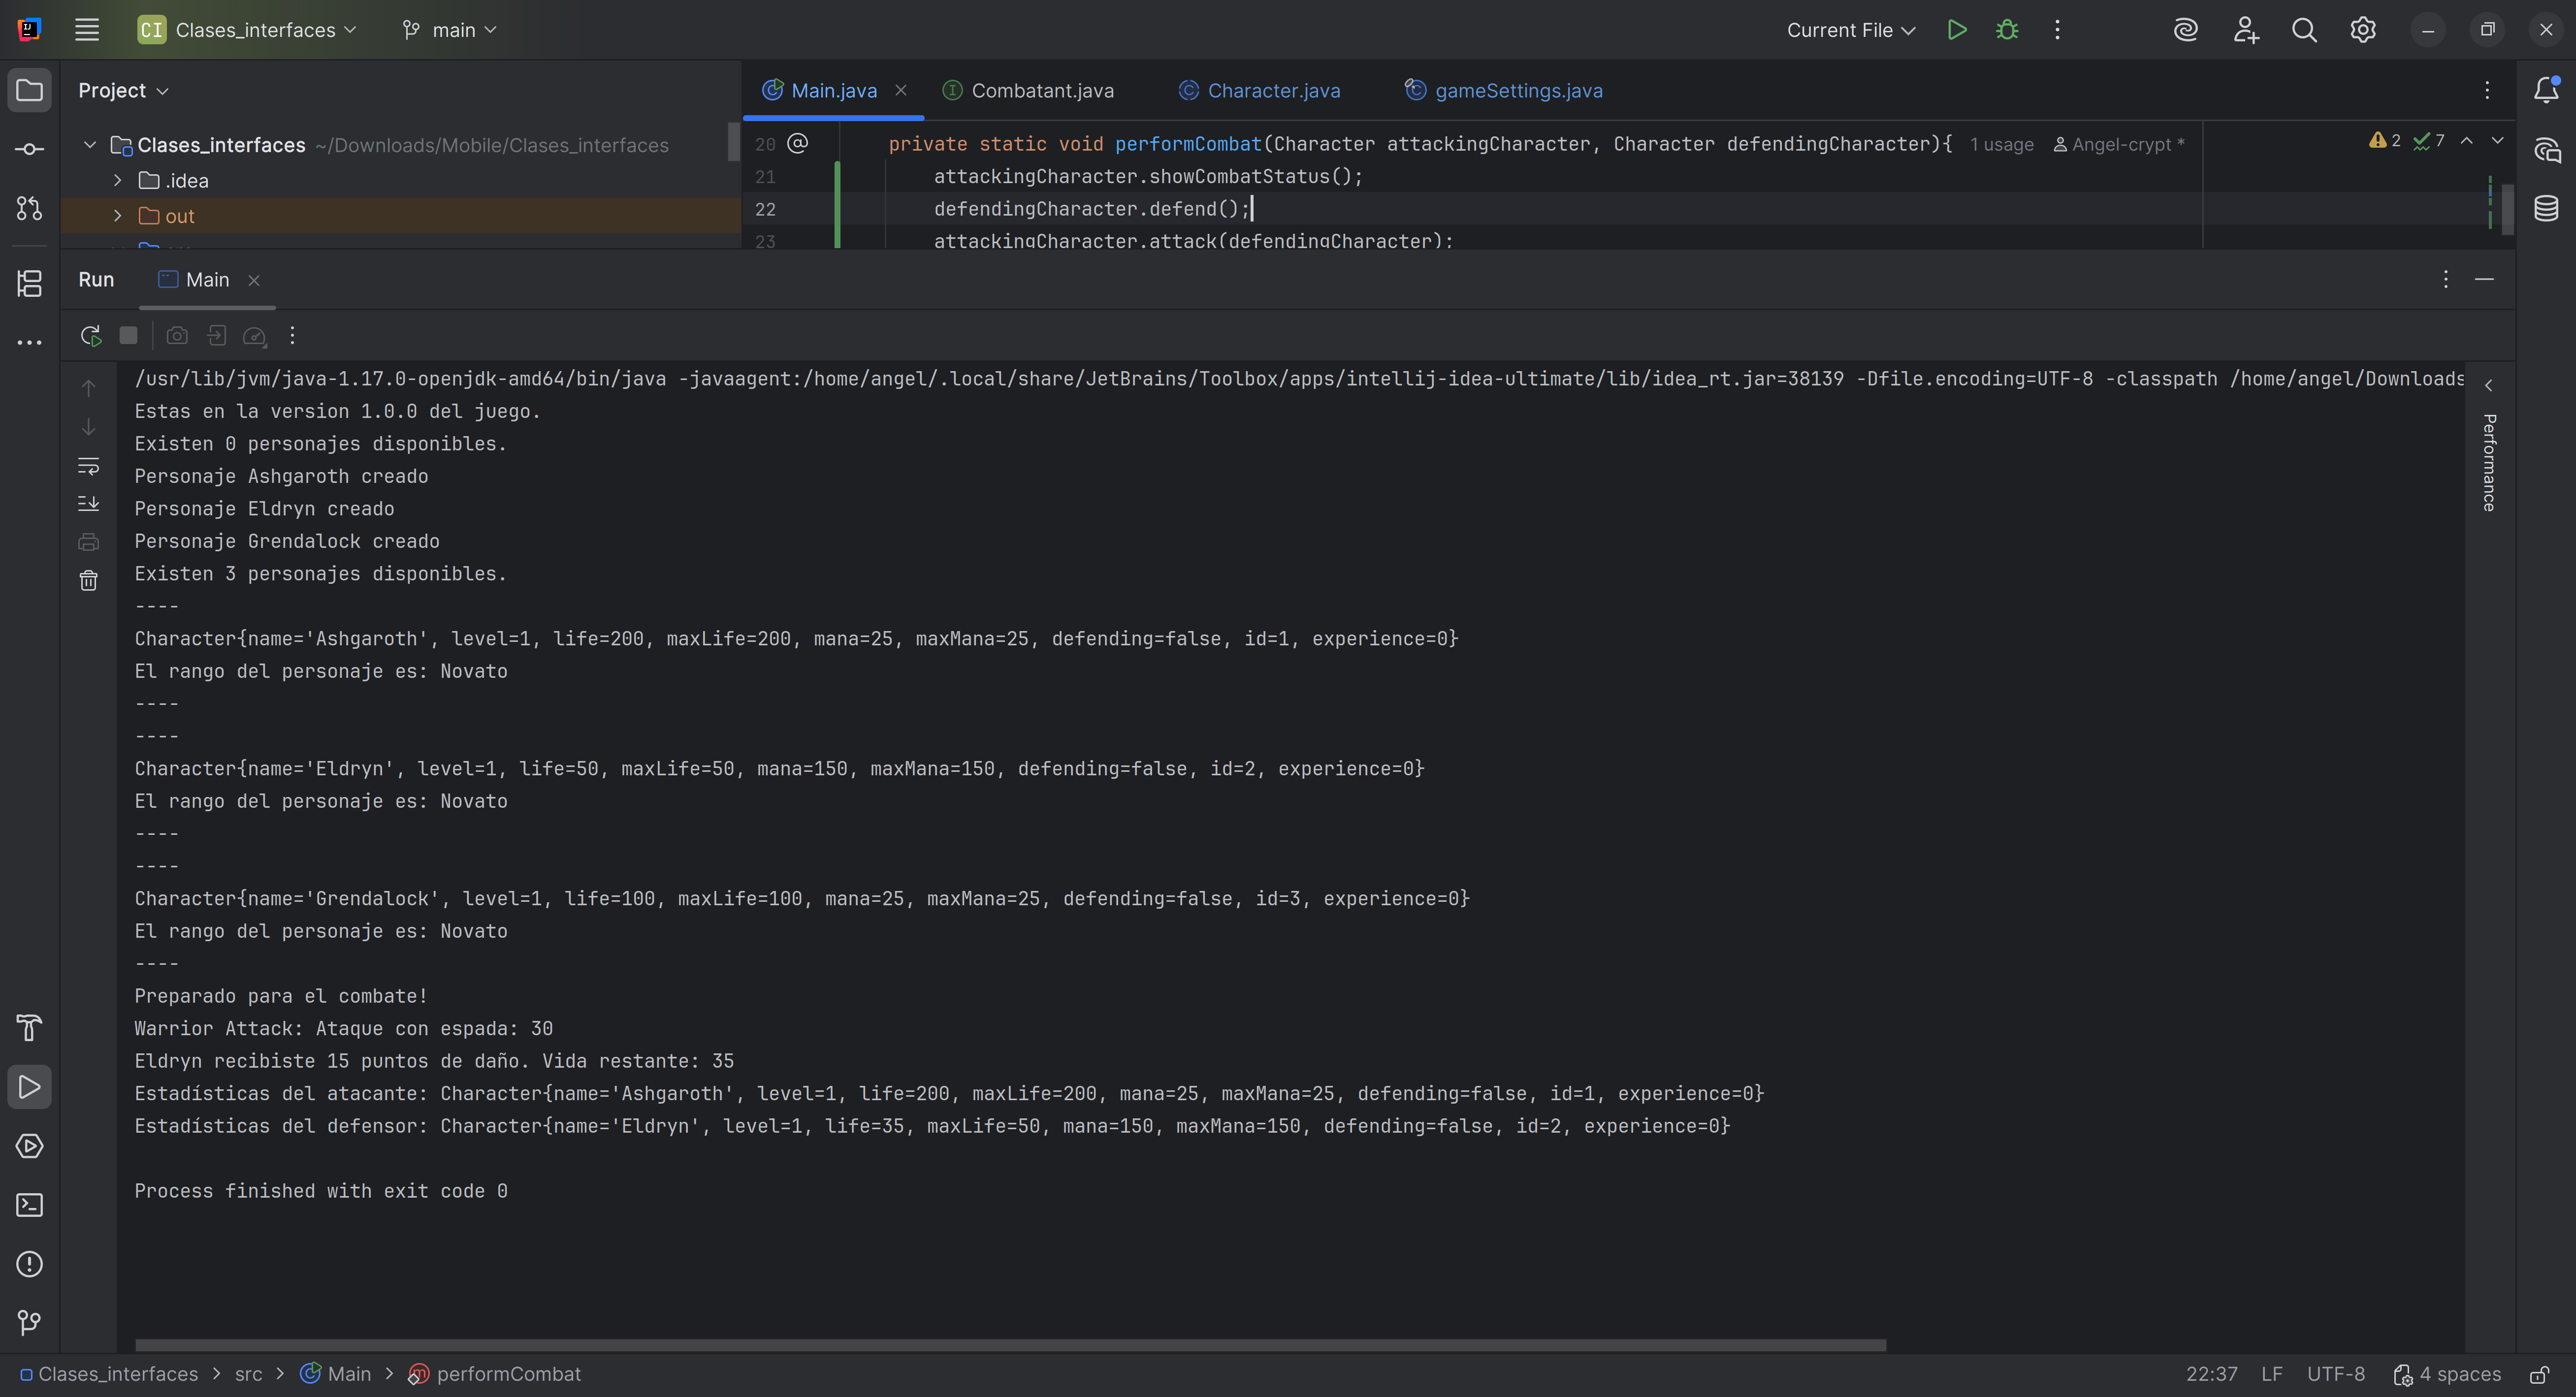 CI Clases_interfaces main Current File
Project
Main.java Combatant.java Character.java gameSettings.java
Clases_interfaces ~/Downloads/Mobile/Clases_interfaces
.idea
out
20 private static void performCombat(Character attackingCharacter, Character defendingCharacter){ 1 usage Angel-crypt * 2 7
21 attackingCharacter.showCombatStatus();
22 defendingCharacter.defend();
23 attackingCharacter.attack(defendingCharacter);
Run Main
/usr/lib/jvm/java-1.17.0-openjdk-amd64/bin/java -javaagent:/home/angel/.local/share/JetBrains/Toolbox/apps/intellij-idea-ultimate/lib/idea_rt.jar=38139 -Dfile.encoding=UTF-8 -classpath /home/angel/Downloads
Estas en la version 1.0.0 del juego.
Existen 0 personajes disponibles.
Personaje Ashgaroth creado
Personaje Eldryn creado
Personaje Grendalock creado
Existen 3 personajes disponibles.
----
Character{name='Ashgaroth', level=1, life=200, maxLife=200, mana=25, maxMana=25, defending=false, id=1, experience=0}
El rango del personaje es: Novato
----
----
Character{name='Eldryn', level=1, life=50, maxLife=50, mana=150, maxMana=150, defending=false, id=2, experience=0}
El rango del personaje es: Novato
----
----
Character{name='Grendalock', level=1, life=100, maxLife=100, mana=25, maxMana=25, defending=false, id=3, experience=0}
El rango del personaje es: Novato
----
Preparado para el combate!
Warrior Attack: Ataque con espada: 30
Eldryn recibiste 15 puntos de daño. Vida restante: 35
Estadísticas del atacante: Character{name='Ashgaroth', level=1, life=200, maxLife=200, mana=25, maxMana=25, defending=false, id=1, experience=0}
Estadísticas del defensor: Character{name='Eldryn', level=1, life=35, maxLife=50, mana=150, maxMana=150, defending=false, id=2, experience=0}
Process finished with exit code 0
Performance
Clases_interfaces > src > Main > performCombat 22:37 LF UTF-8 4 spaces